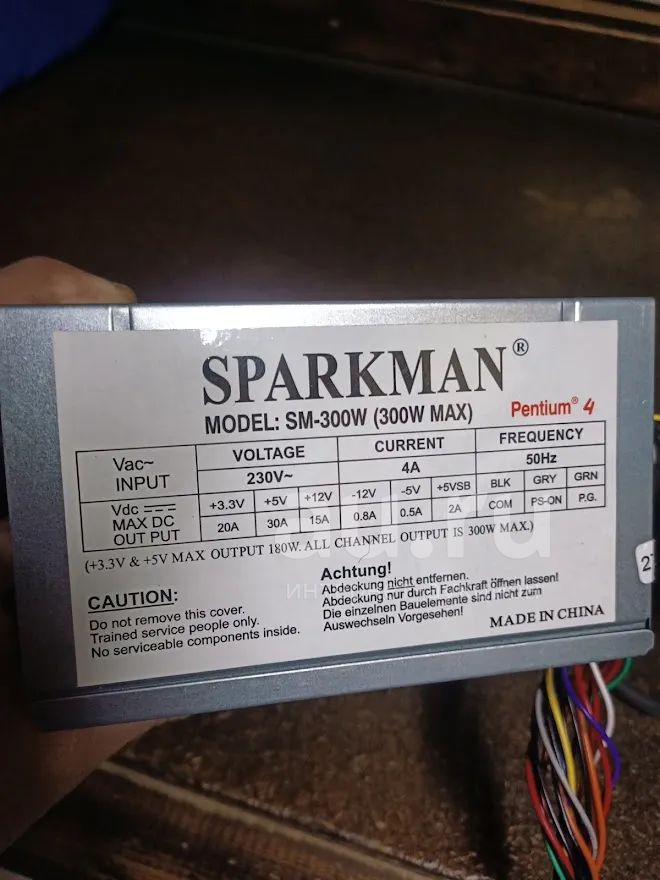 SPARKMAN®
MODEL: SM-300W (300W MAX) Pentium® 4
Vac~ INPUT VOLTAGE CURRENT FREQUENCY
230V~ 4A 50Hz
Vdc MAX DC OUT PUT +3.3V +5V +12V -12V -5V +5VSB BLK GRY GRN
20A 30A 15A 0.8A 0.5A 2A COM PS-ON P.G.
(+3.3V & +5V MAX OUTPUT 180W. ALL CHANNEL OUTPUT IS 300W MAX.)
CAUTION:
Do not remove this cover.
Trained service people only.
No serviceable components inside.
Achtung!
Abdeckung nicht entfernen.
Abdeckung nur durch Fachkraft öffnen lassen!
Die einzelnen Bauelemente sind nicht zum
Auswechseln Vorgesehen!
MADE IN CHINA
au.ru